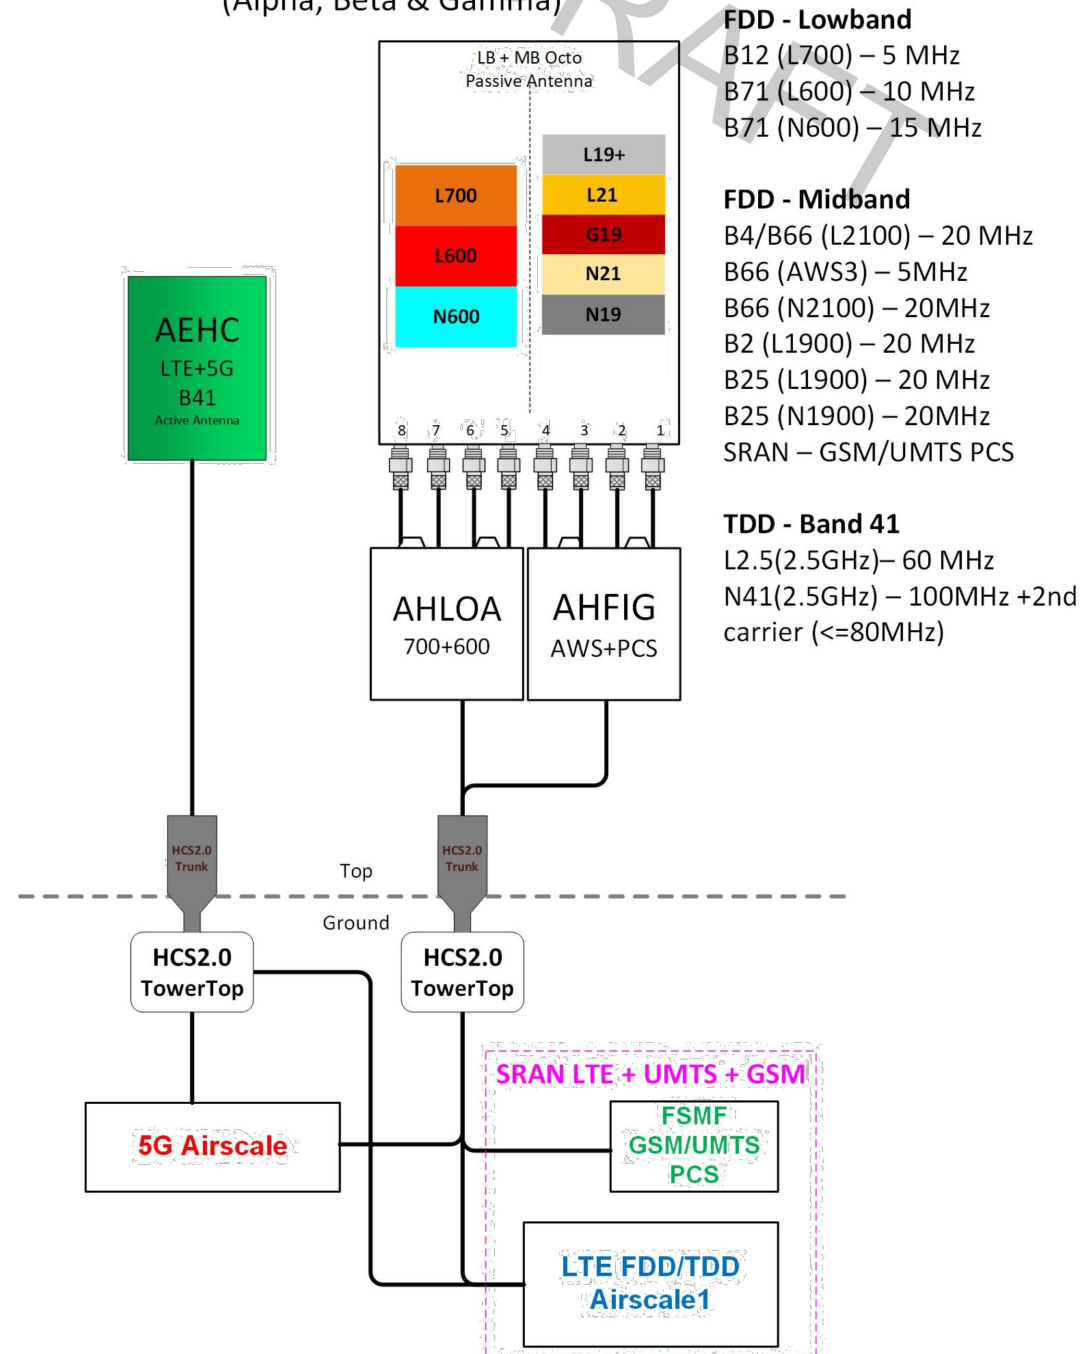 (Alpha, Beta & Gamma)
LB + MB Octo
Passive Antenna
L700
L600
N600
L19+
L21
G19
N21
N19
8 7 6 5 4 3 2 1
AEHC
LTE+5G
B41
Active Antenna
AHLOA
700+600
AHFIG
AWS+PCS
FDD - Lowband
B12 (L700) – 5 MHz
B71 (L600) – 10 MHz
B71 (N600) – 15 MHz
FDD - Midband
B4/B66 (L2100) – 20 MHz
B66 (AWS3) – 5MHz
B66 (N2100) – 20MHz
B2 (L1900) – 20 MHz
B25 (L1900) – 20 MHz
B25 (N1900) – 20MHz
SRAN – GSM/UMTS PCS
TDD - Band 41
L2.5(2.5GHz)– 60 MHz
N41(2.5GHz) – 100MHz +2nd
carrier (<=80MHz)
HCS2.0
Trunk
HCS2.0
Trunk
Top
Ground
HCS2.0
TowerTop
HCS2.0
TowerTop
5G Airscale
SRAN LTE + UMTS + GSM
FSMF
GSM/UMTS
PCS
LTE FDD/TDD
Airscale1
RAFT